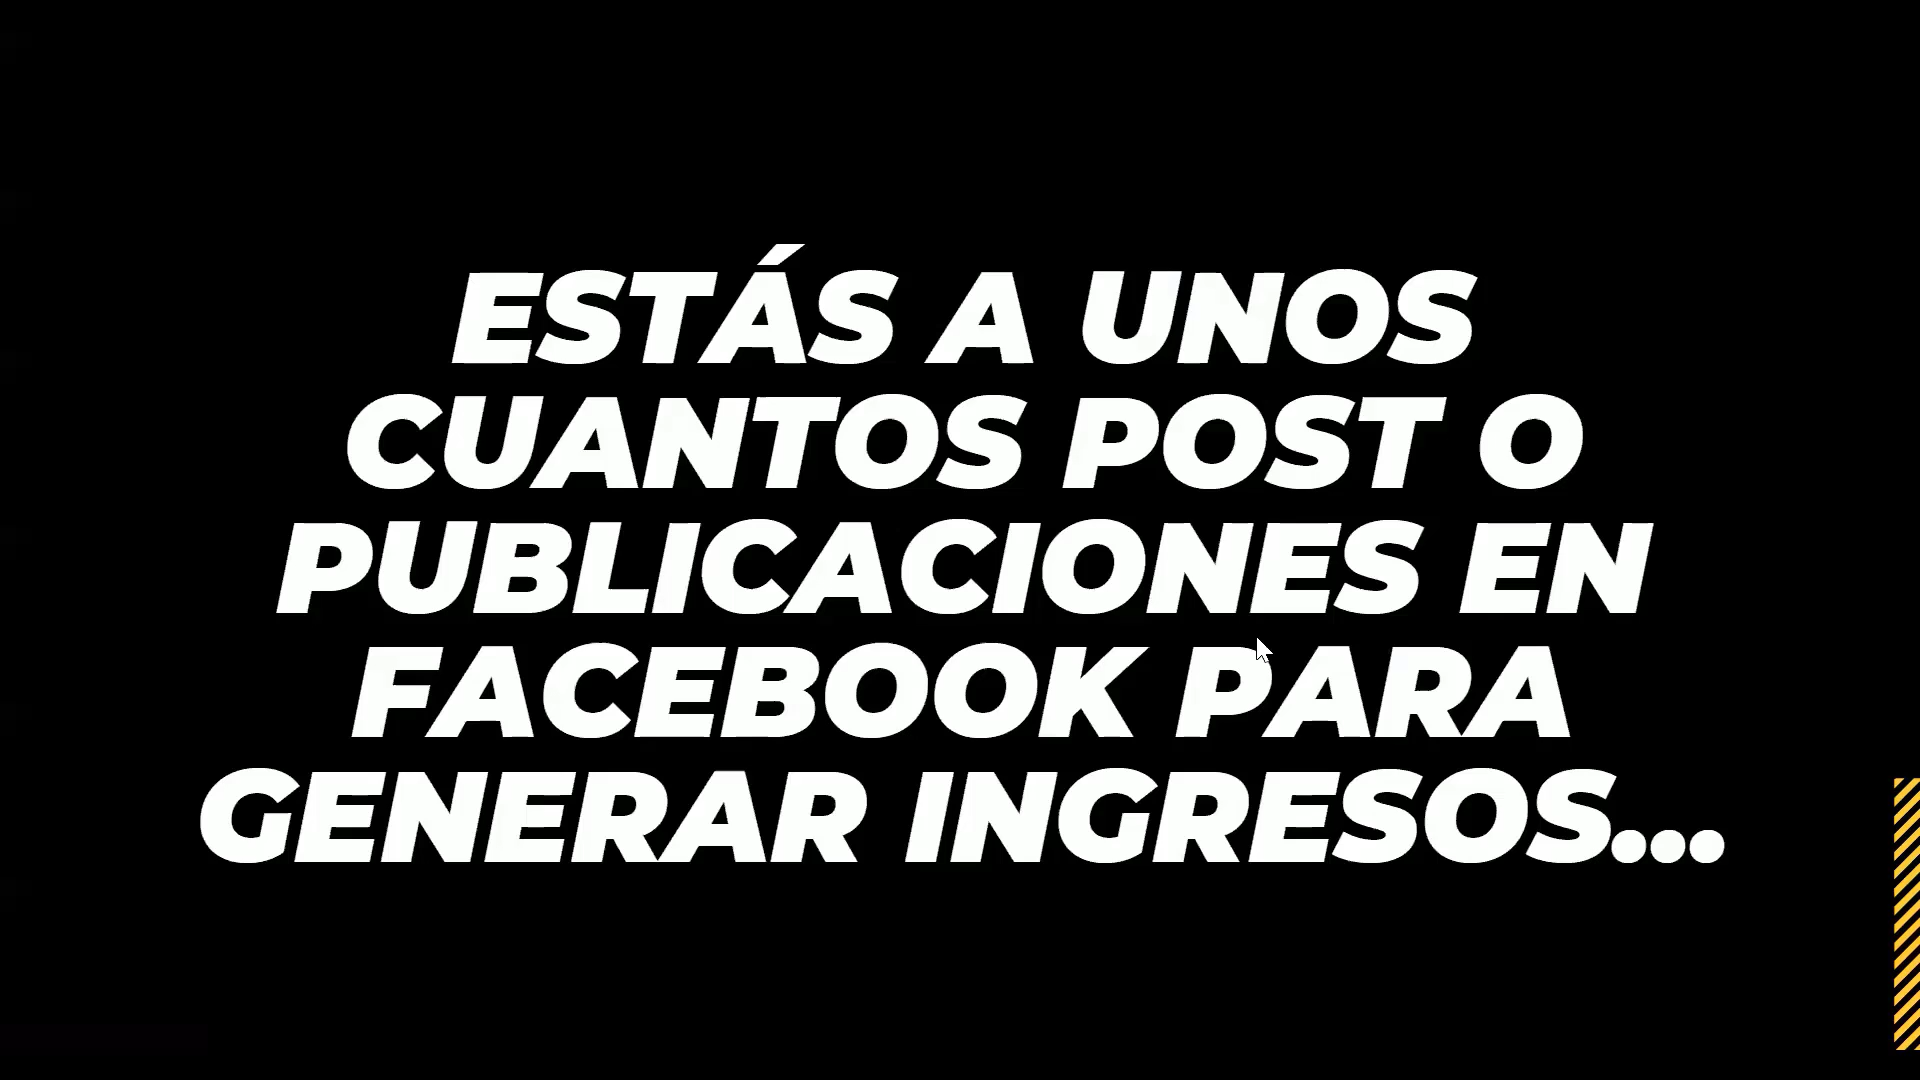 ESTÁS A UNOS
CUANTOS POST O
PUBLICACIONES EN
FACEBOOK PARA
GENERAR INGRESOS...